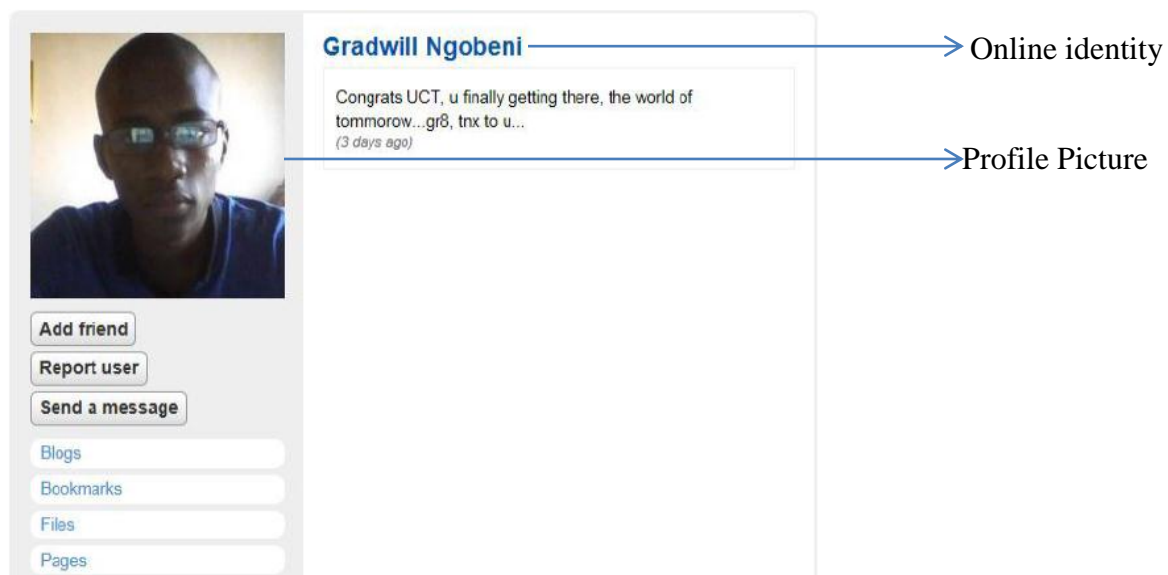 Gradwill Ngobeni
Online identity
Congrats UCT, u finally getting there, the world of
tommorow...gr8, tnx to u...
(3 days ago)
Profile Picture
Add friend
Report user
Send a message
Blogs
Bookmarks
Files
Pages